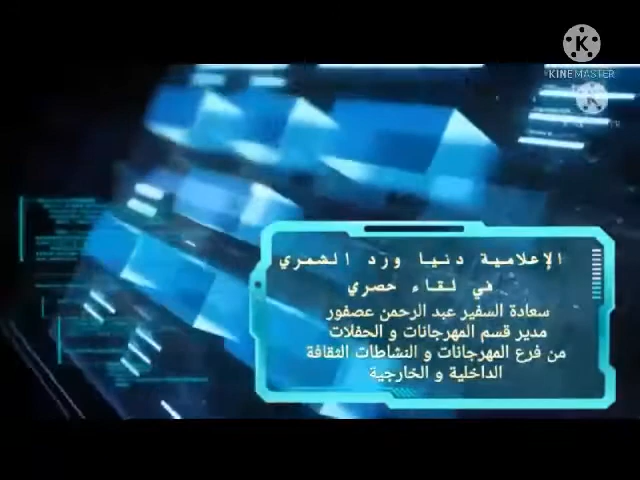 KINEMASTER
الإعلامية دنيا ورد الشمري
في لقاء حصري
سعادة السفير عبد الرحمن عصفور
مدير قسم المهرجانات و الحفلات
من فرع المهرجانات و النشاطات الثقافة
الداخلية و الخارجية